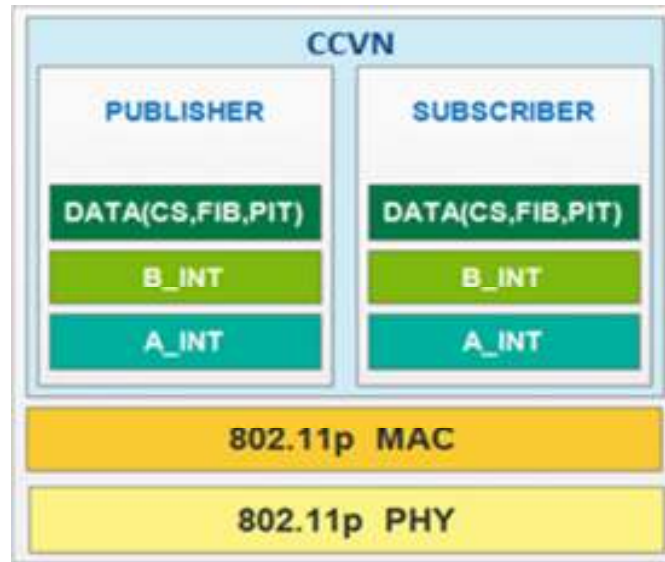 CCVN
PUBLISHER
DATA(CS,FIB,PIT)
B_INT
A_INT
SUBSCRIBER
DATA(CS,FIB,PIT)
B_INT
A_INT
802.11p MAC
802.11p PHY